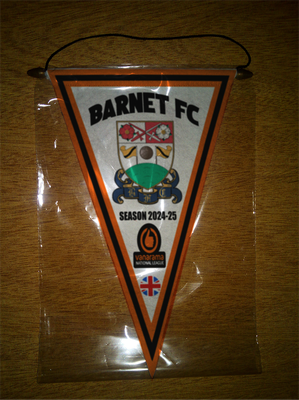 BARNET FC
SEASON 2024-25
vanarama
NATIONAL LEAGUE